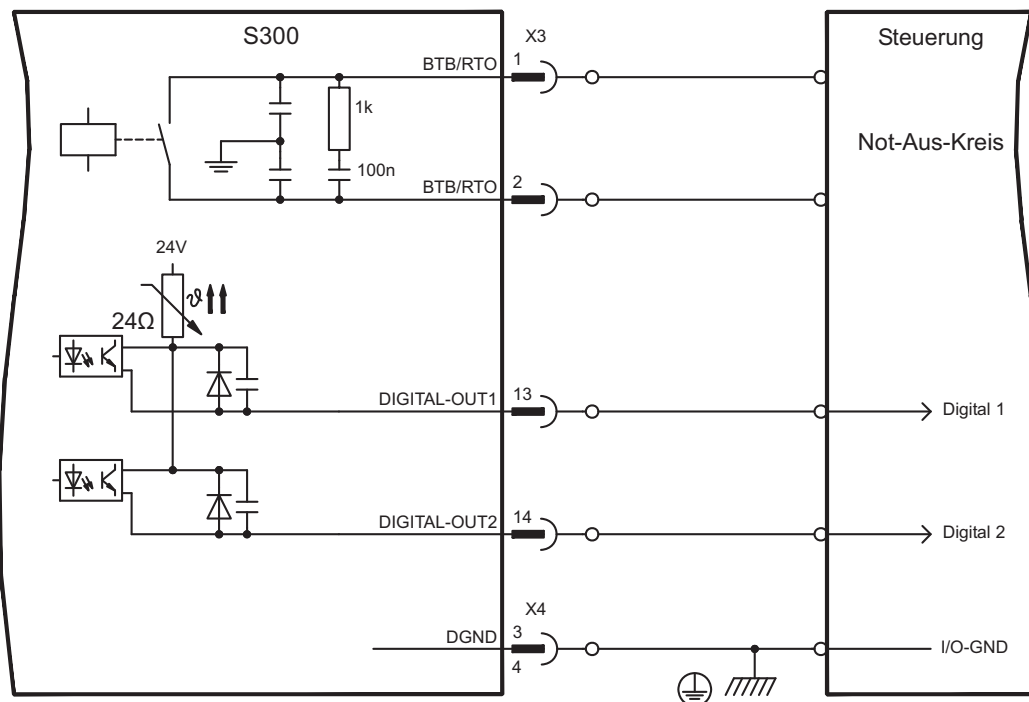 S300
X3
Steuerung
BTB/RTO
1
1k
Not-Aus-Kreis
100n
BTB/RTO
2
24V
ϑ
24Ω
DIGITAL-OUT1
13
Digital 1
DIGITAL-OUT2
14
Digital 2
X4
DGND
3
4
I/O-GND